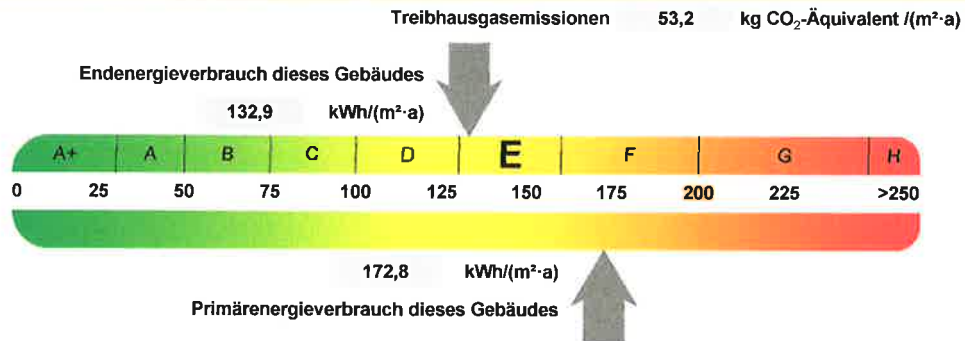 Treibhausgasemissionen 53,2 kg CO₂-Äquivalent /(m²·a)
Endenergieverbrauch dieses Gebäudes
132,9 kWh/(m²·a)
A+ A B C D E F G H
0 25 50 75 100 125 150 175 200 225 >250
172,8 kWh/(m²·a)
Primärenergieverbrauch dieses Gebäudes